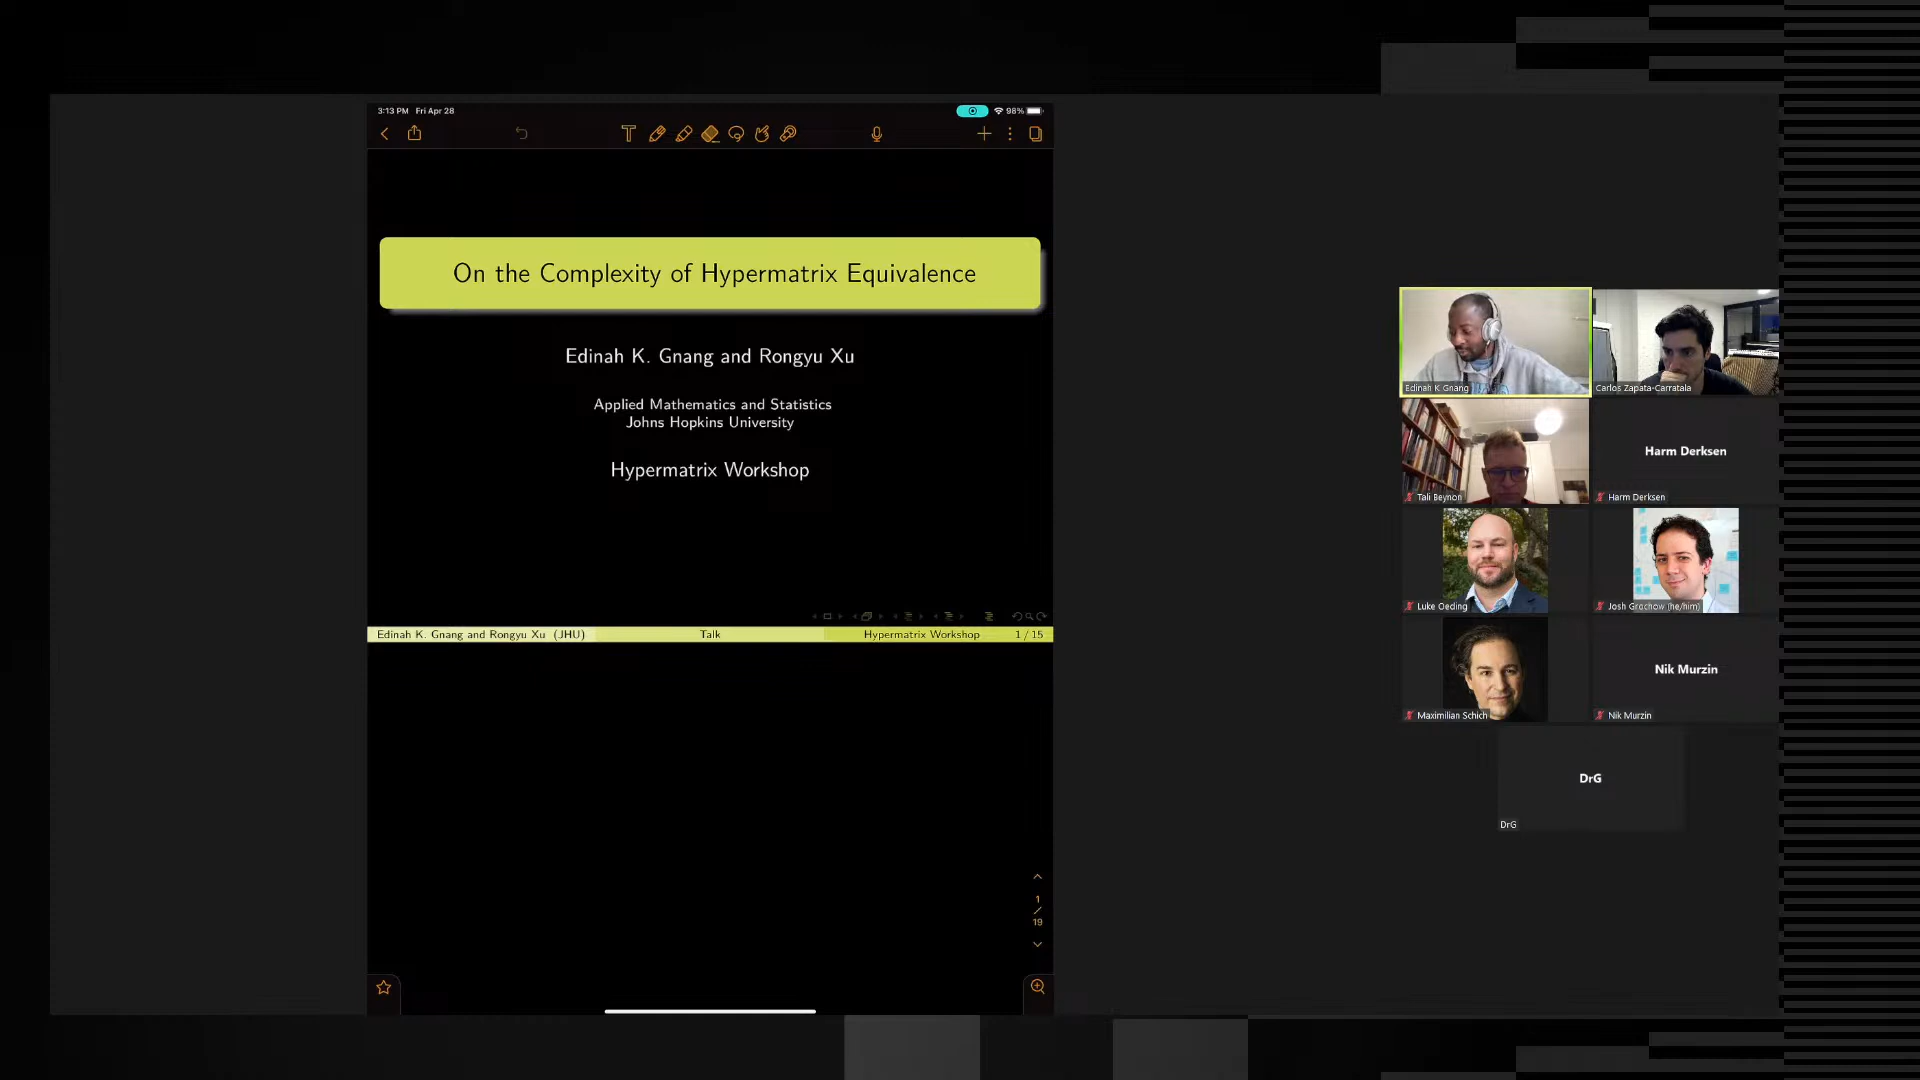 3:13 PM Fri Apr 28
98%
On the Complexity of Hypermatrix Equivalence
Edinah K. Gnang and Rongyu Xu
Applied Mathematics and Statistics
Johns Hopkins University
Hypermatrix Workshop
Edinah K. Gnang and Rongyu Xu (JHU) Talk Hypermatrix Workshop 1 / 15
1
/
19
Edinah K Gnang
Carlos Zapata-Carratala
Tali Beynon
Harm Derksen
Harm Derksen
Luke Oeding
Josh Grochow (he/him)
Maximilian Schich
Nik Murzin
Nik Murzin
DrG
DrG